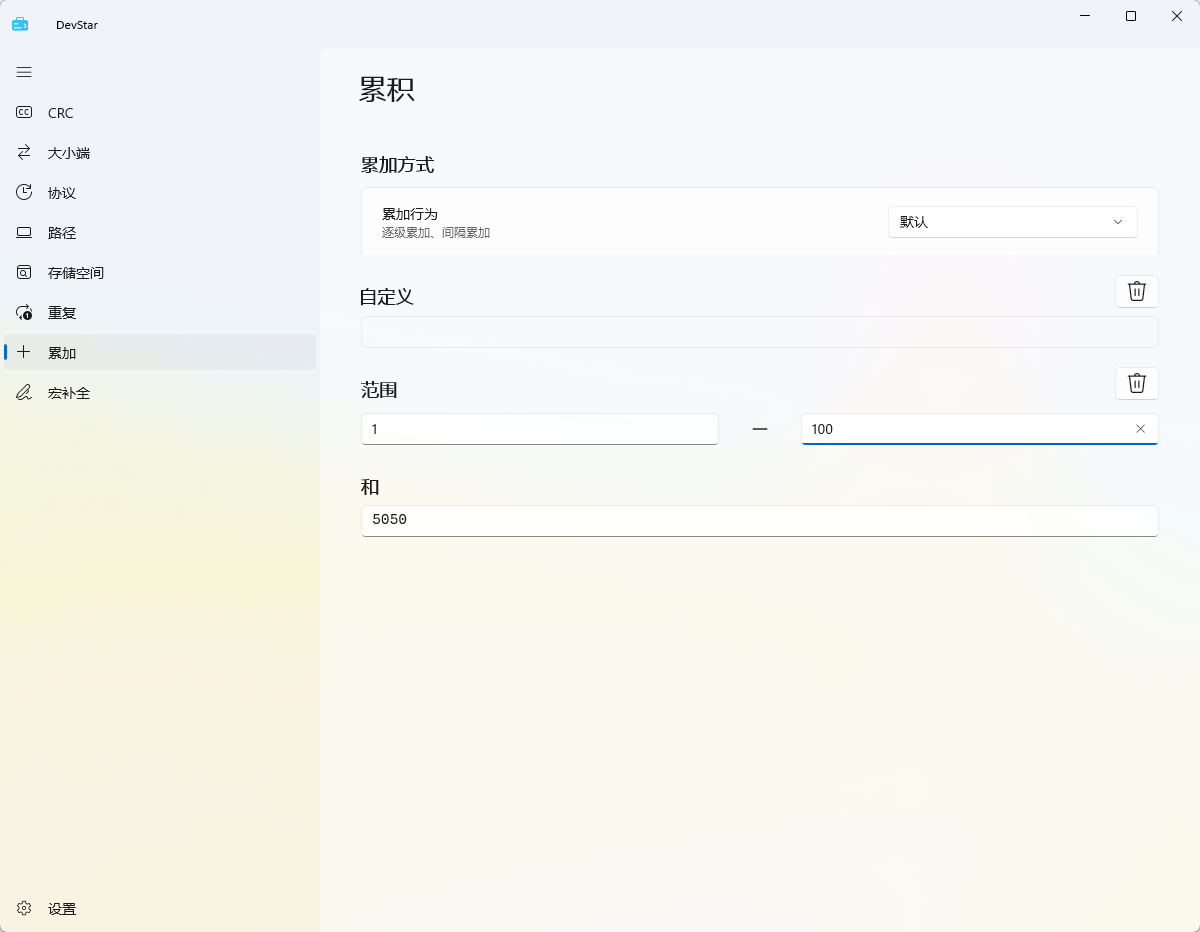 DevStar
CRC
大小端
协议
路径
存储空间
重复
累加
宏补全
设置
累积
累加方式
累加行为
逐级累加、间隔累加
默认
自定义
范围
1 — 100
和
5050